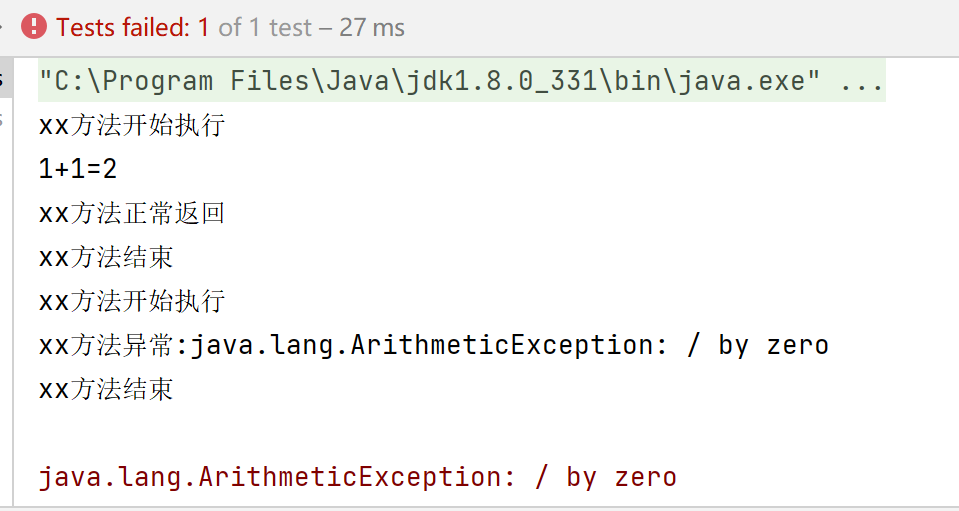 Tests failed: 1 of 1 test – 27 ms
"C:\Program Files\Java\jdk1.8.0_331\bin\java.exe" ...
xx方法开始执行
1+1=2
xx方法正常返回
xx方法结束
xx方法开始执行
xx方法异常:java.lang.ArithmeticException: / by zero
xx方法结束
java.lang.ArithmeticException: / by zero